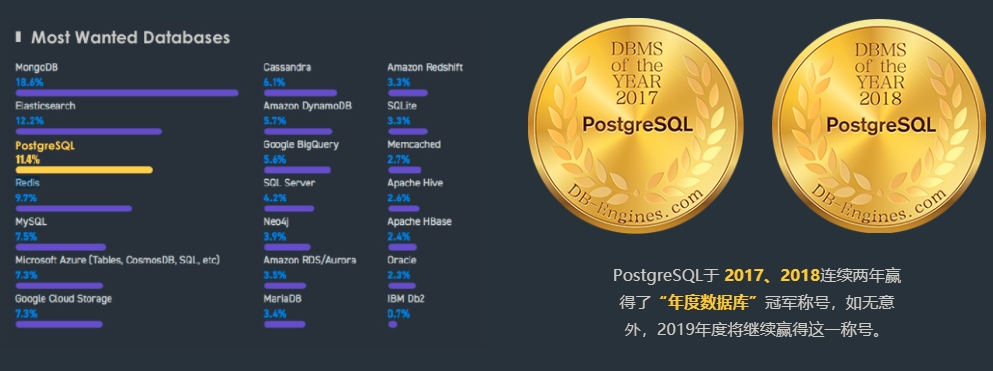 Most Wanted Databases
MongoDB
18.6%
Elasticsearch
12.2%
PostgreSQL
11.4%
Redis
9.7%
MySQL
7.5%
Microsoft Azure (Tables, CosmosDB, SQL, etc)
7.3%
Google Cloud Storage
7.3%
Cassandra
6.1%
Amazon DynamoDB
5.7%
Google BigQuery
5.6%
SQL Server
4.2%
Neo4j
3.9%
Amazon RDS/Aurora
3.5%
MariaDB
3.4%
Amazon Redshift
3.3%
SQLite
3.3%
Memcached
2.7%
Apache Hive
2.6%
Apache HBase
2.4%
Oracle
2.3%
IBM Db2
0.7%
DBMS
of the
YEAR
2017
PostgreSQL
DB-Engines.com
DBMS
of the
YEAR
2018
PostgreSQL
DB-Engines.com
PostgreSQL于 2017、2018连续两年赢
得了“年度数据库”冠军称号，如无意
外，2019年度将继续赢得这一称号。